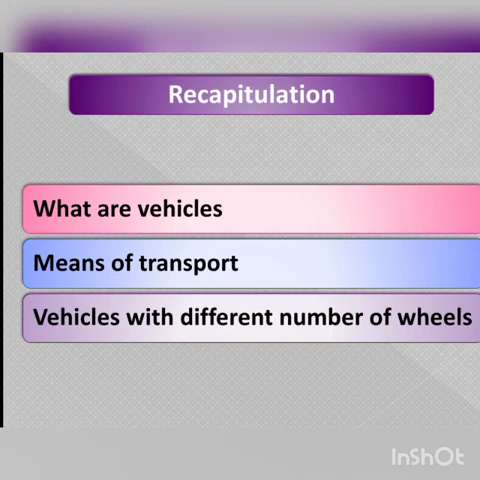 Recapitulation
What are vehicles
Means of transport
Vehicles with different number of wheels
InShOt